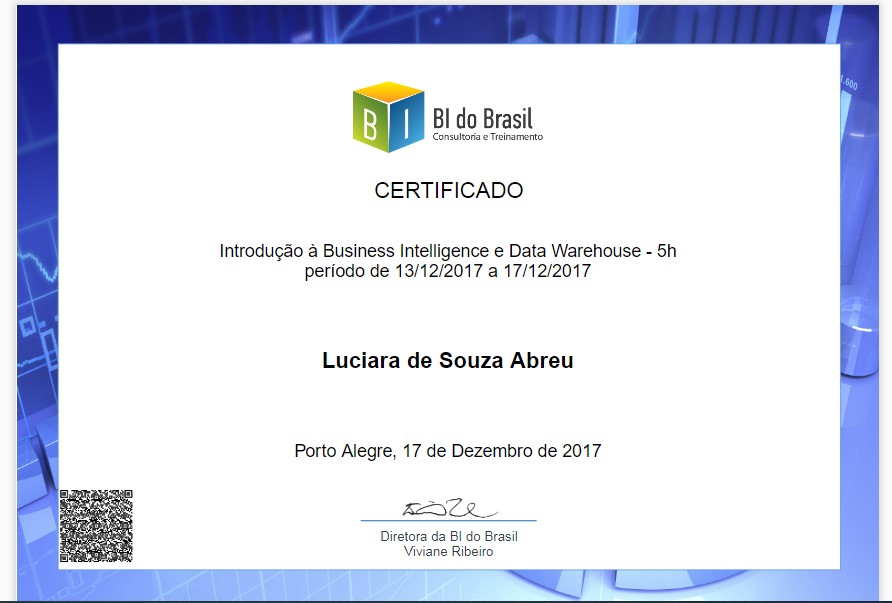 1.600
B I
BI do Brasil
Consultoria e Treinamento
CERTIFICADO
Introdução à Business Intelligence e Data Warehouse - 5h
período de 13/12/2017 a 17/12/2017
Luciara de Souza Abreu
Porto Alegre, 17 de Dezembro de 2017
Diretora da BI do Brasil
Viviane Ribeiro